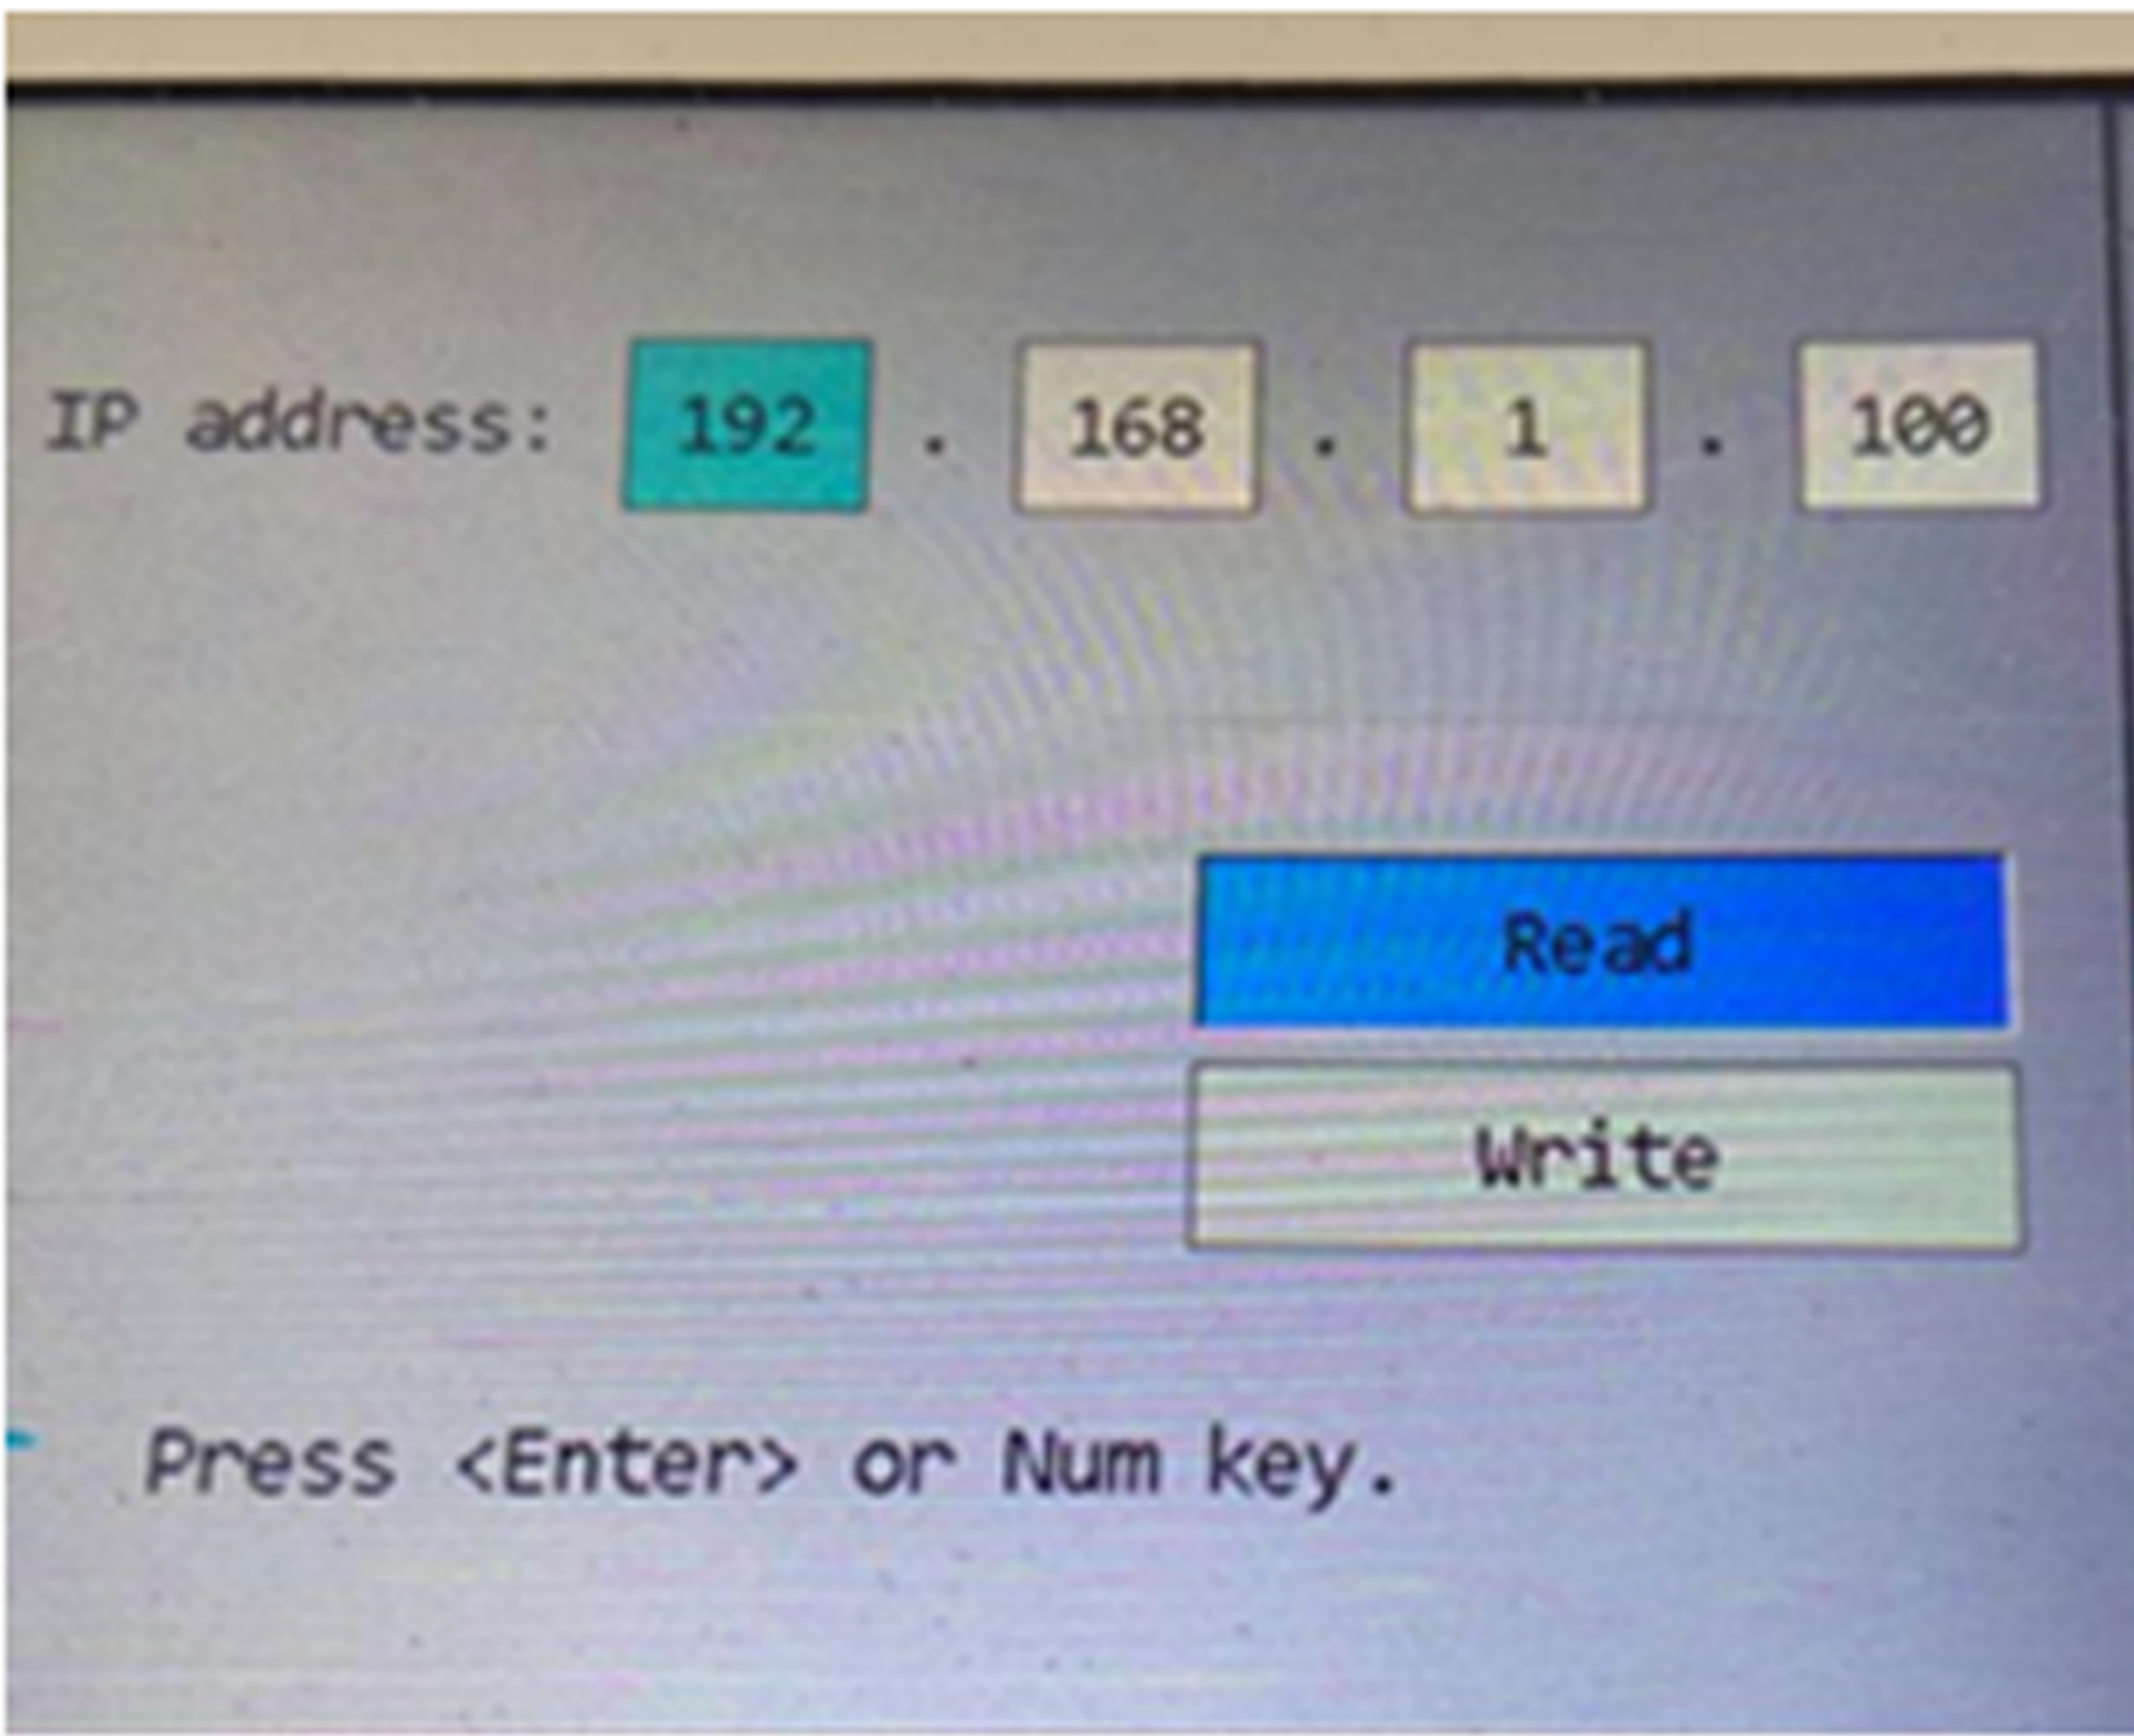 IP address: 192 . 168 . 1 . 100
Read
Write
Press <Enter> or Num key.